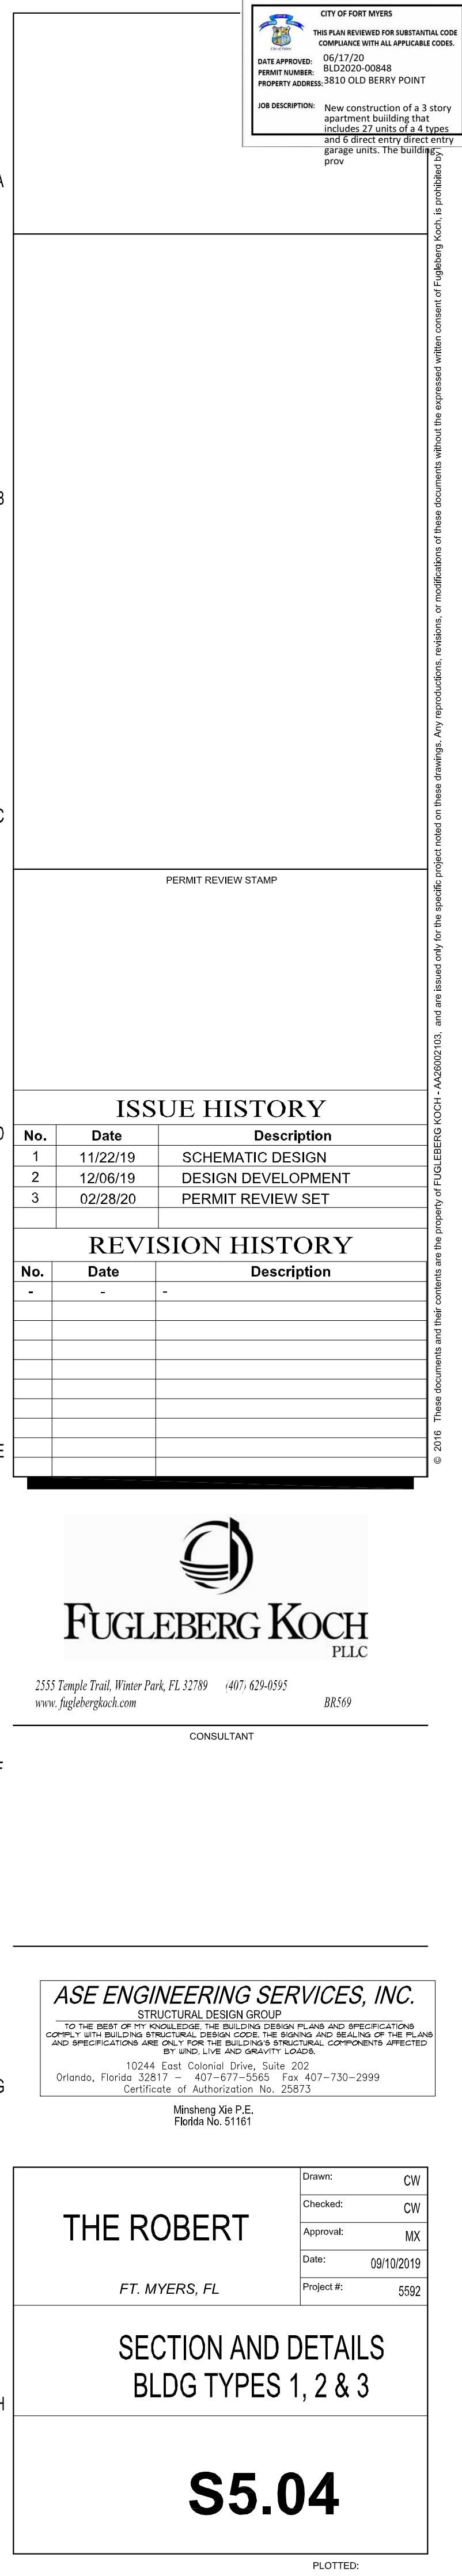 CITY OF FORT MYERS
THIS PLAN REVIEWED FOR SUBSTANTIAL CODE
COMPLIANCE WITH ALL APPLICABLE CODES.
DATE APPROVED: 06/17/20
PERMIT NUMBER: BLD2020-00848
PROPERTY ADDRESS: 3810 OLD BERRY POINT
JOB DESCRIPTION: New construction of a 3 story
apartment buiilding that
includes 27 units of a 4 types
and 6 direct entry direct entry
garage units. The building
prov
A
B
C
D
E
F
G
H
© 2016 These documents and their contents are the property of FUGLEBERG KOCH - AA26002103, and are issued only for the specific project noted on these drawings. Any reproductions, revisions, or modifications of these documents without the expressed written consent of Fugleberg Koch, is prohibited by
PERMIT REVIEW STAMP
ISSUE HISTORY
No. Date Description
1 11/22/19 SCHEMATIC DESIGN
2 12/06/19 DESIGN DEVELOPMENT
3 02/28/20 PERMIT REVIEW SET
REVISION HISTORY
No. Date Description
- - -
FUGLEBERG KOCH
PLLC
2555 Temple Trail, Winter Park, FL 32789 (407) 629-0595
www. fuglebergkoch.com BR569
CONSULTANT
ASE ENGINEERING SERVICES, INC.
STRUCTURAL DESIGN GROUP
TO THE BEST OF MY KNOWLEDGE, THE BUILDING DESIGN PLANS AND SPECIFICATIONS
COMPLY WITH BUILDING STRUCTURAL DESIGN CODE. THE SIGNING AND SEALING OF THE PLANS
AND SPECIFICATIONS ARE ONLY FOR THE BUILDING'S STRUCTURAL COMPONENTS AFFECTED
BY WIND, LIVE AND GRAVITY LOADS.
10244 East Colonial Drive, Suite 202
Orlando, Florida 32817 – 407–677–5565 Fax 407–730–2999
Certificate of Authorization No. 25873
Minsheng Xie P.E.
Florida No. 51161
THE ROBERT
FT. MYERS, FL
Drawn: CW
Checked: CW
Approval: MX
Date: 09/10/2019
Project #: 5592
SECTION AND DETAILS
BLDG TYPES 1, 2 & 3
S5.04
PLOTTED: